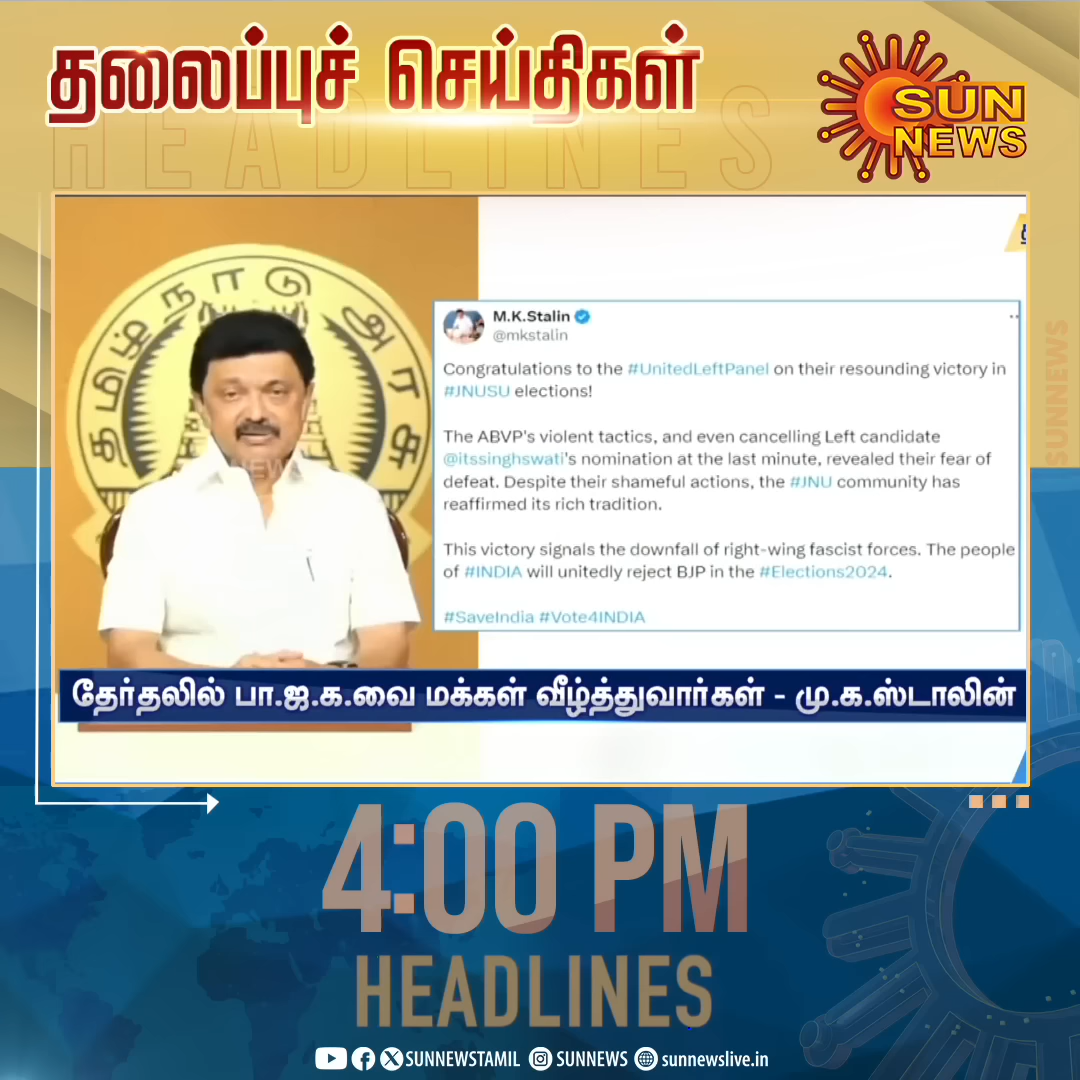 தலைப்புச் செய்திகள்
HEADLINES
SUN
NEWS
SUNNEWS
தமிழ் நாடு அரசு
NEWS
M.K.Stalin
@mkstalin
Congratulations to the #UnitedLeftPanel on their resounding victory in
#JNUSU elections!
The ABVP's violent tactics, and even cancelling Left candidate
@itssinghswati's nomination at the last minute, revealed their fear of
defeat. Despite their shameful actions, the #JNU community has
reaffirmed its rich tradition.
This victory signals the downfall of right-wing fascist forces. The people
of #INDIA will unitedly reject BJP in the #Elections2024.
#SaveIndia #Vote4INDIA
தேர்தலில் பா.ஜ.க.வை மக்கள் வீழ்த்துவார்கள் - மு.க.ஸ்டாலின்
4:00 PM
HEADLINES
SUNNEWSTAMIL SUNNEWS sunnewslive.in